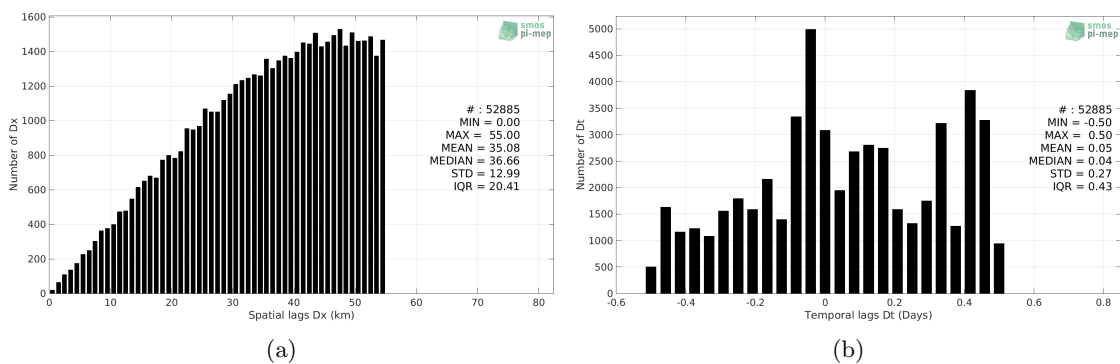 1600
1400
1200
1000
800
600
400
200
0
Number of Dx
0 10 20 30 40 50 60 70 80
Spatial lags Dx (km)
smos
pi-mep
# : 52885
MIN = 0.00
MAX = 55.00
MEAN = 35.08
MEDIAN = 36.66
STD = 12.99
IQR = 20.41
(a)
5000
4500
4000
3500
3000
2500
2000
1500
1000
500
0
Number of Dt
-0.6 -0.4 -0.2 0 0.2 0.4 0.6 0.8
Temporal lags Dt (Days)
smos
pi-mep
# : 52885
MIN = -0.50
MAX = 0.50
MEAN = 0.05
MEDIAN = 0.04
STD = 0.27
IQR = 0.43
(b)